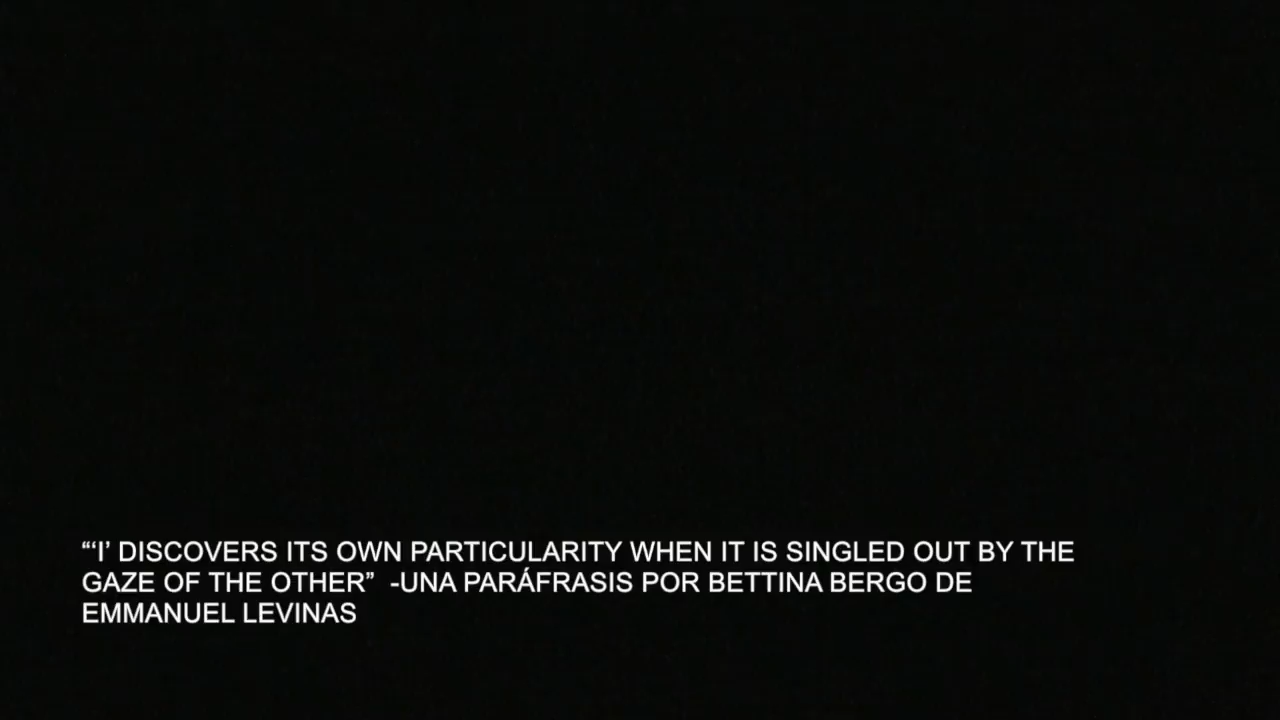 “‘I’ DISCOVERS ITS OWN PARTICULARITY WHEN IT IS SINGLED OUT BY THE
GAZE OF THE OTHER”  -UNA PARÁFRASIS POR BETTINA BERGO DE
EMMANUEL LEVINAS